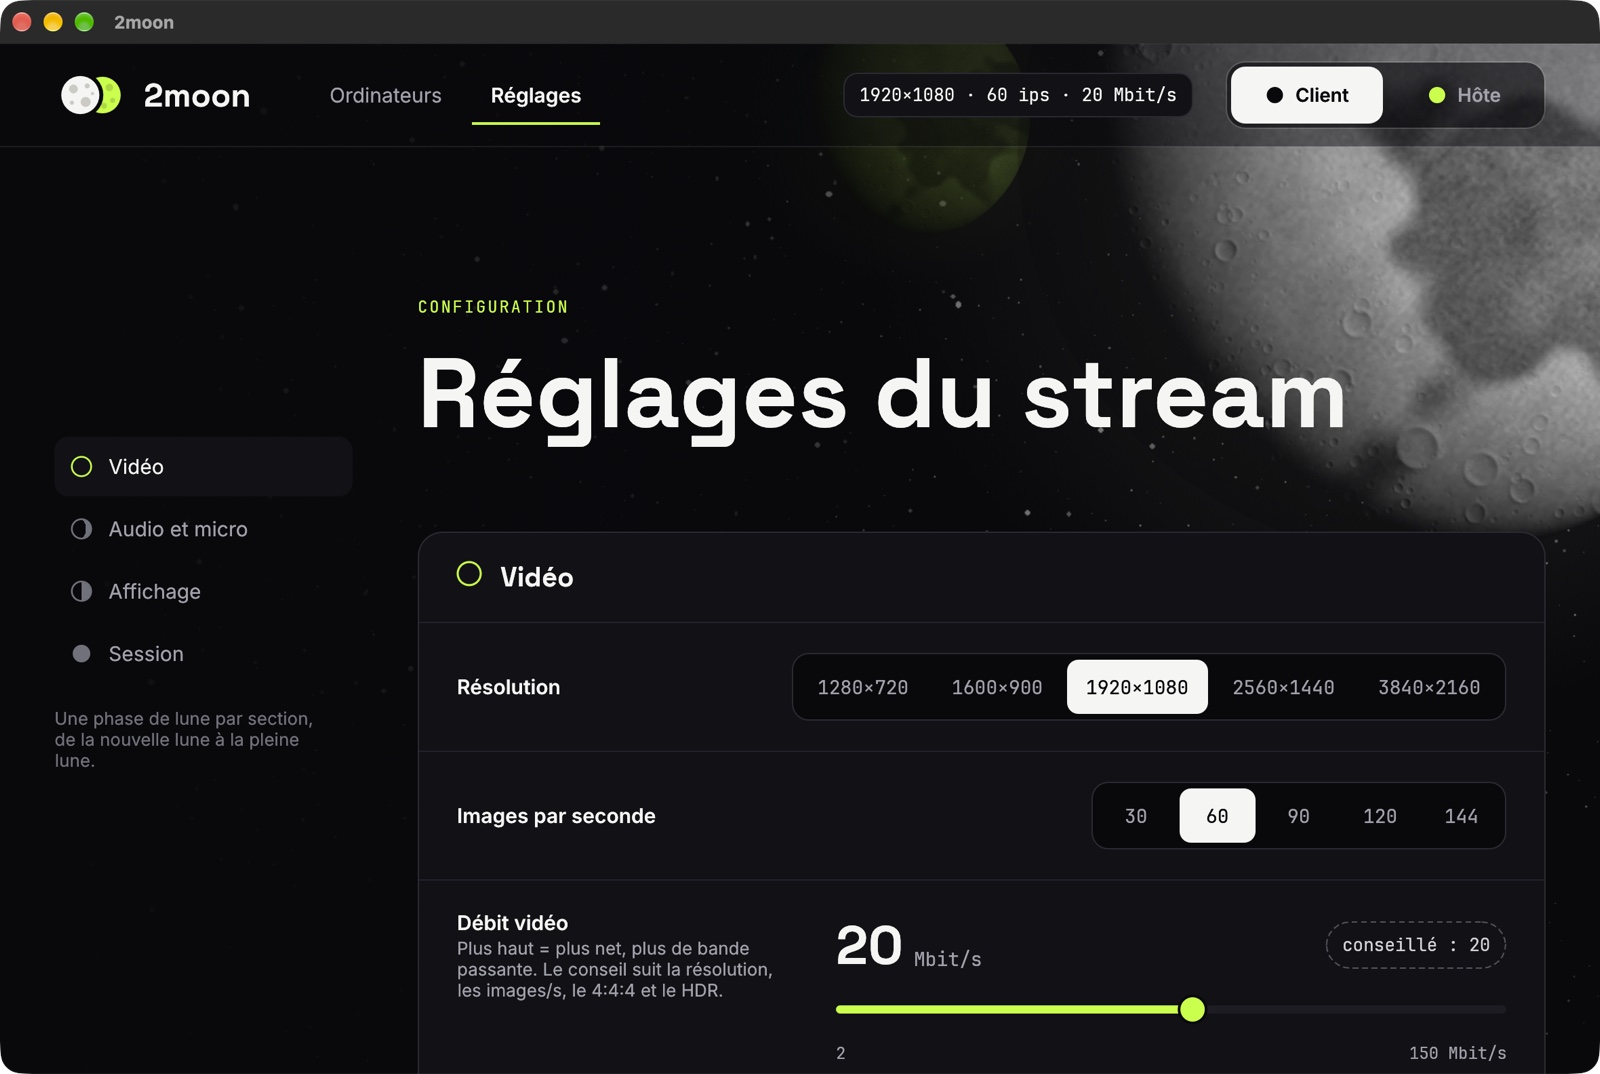 2moon
2moon
Ordinateurs
Réglages
1920×1080 · 60 ips · 20 Mbit/s
Client
Hôte
CONFIGURATION
Réglages du stream
Vidéo
Audio et micro
Affichage
Session
Une phase de lune par section,
de la nouvelle lune à la pleine
lune.
Vidéo
Résolution
1280×720
1600×900
1920×1080
2560×1440
3840×2160
Images par seconde
30
60
90
120
144
Débit vidéo
Plus haut = plus net, plus de bande
passante. Le conseil suit la résolution,
les images/s, le 4:4:4 et le HDR.
20 Mbit/s
conseillé : 20
2
150 Mbit/s